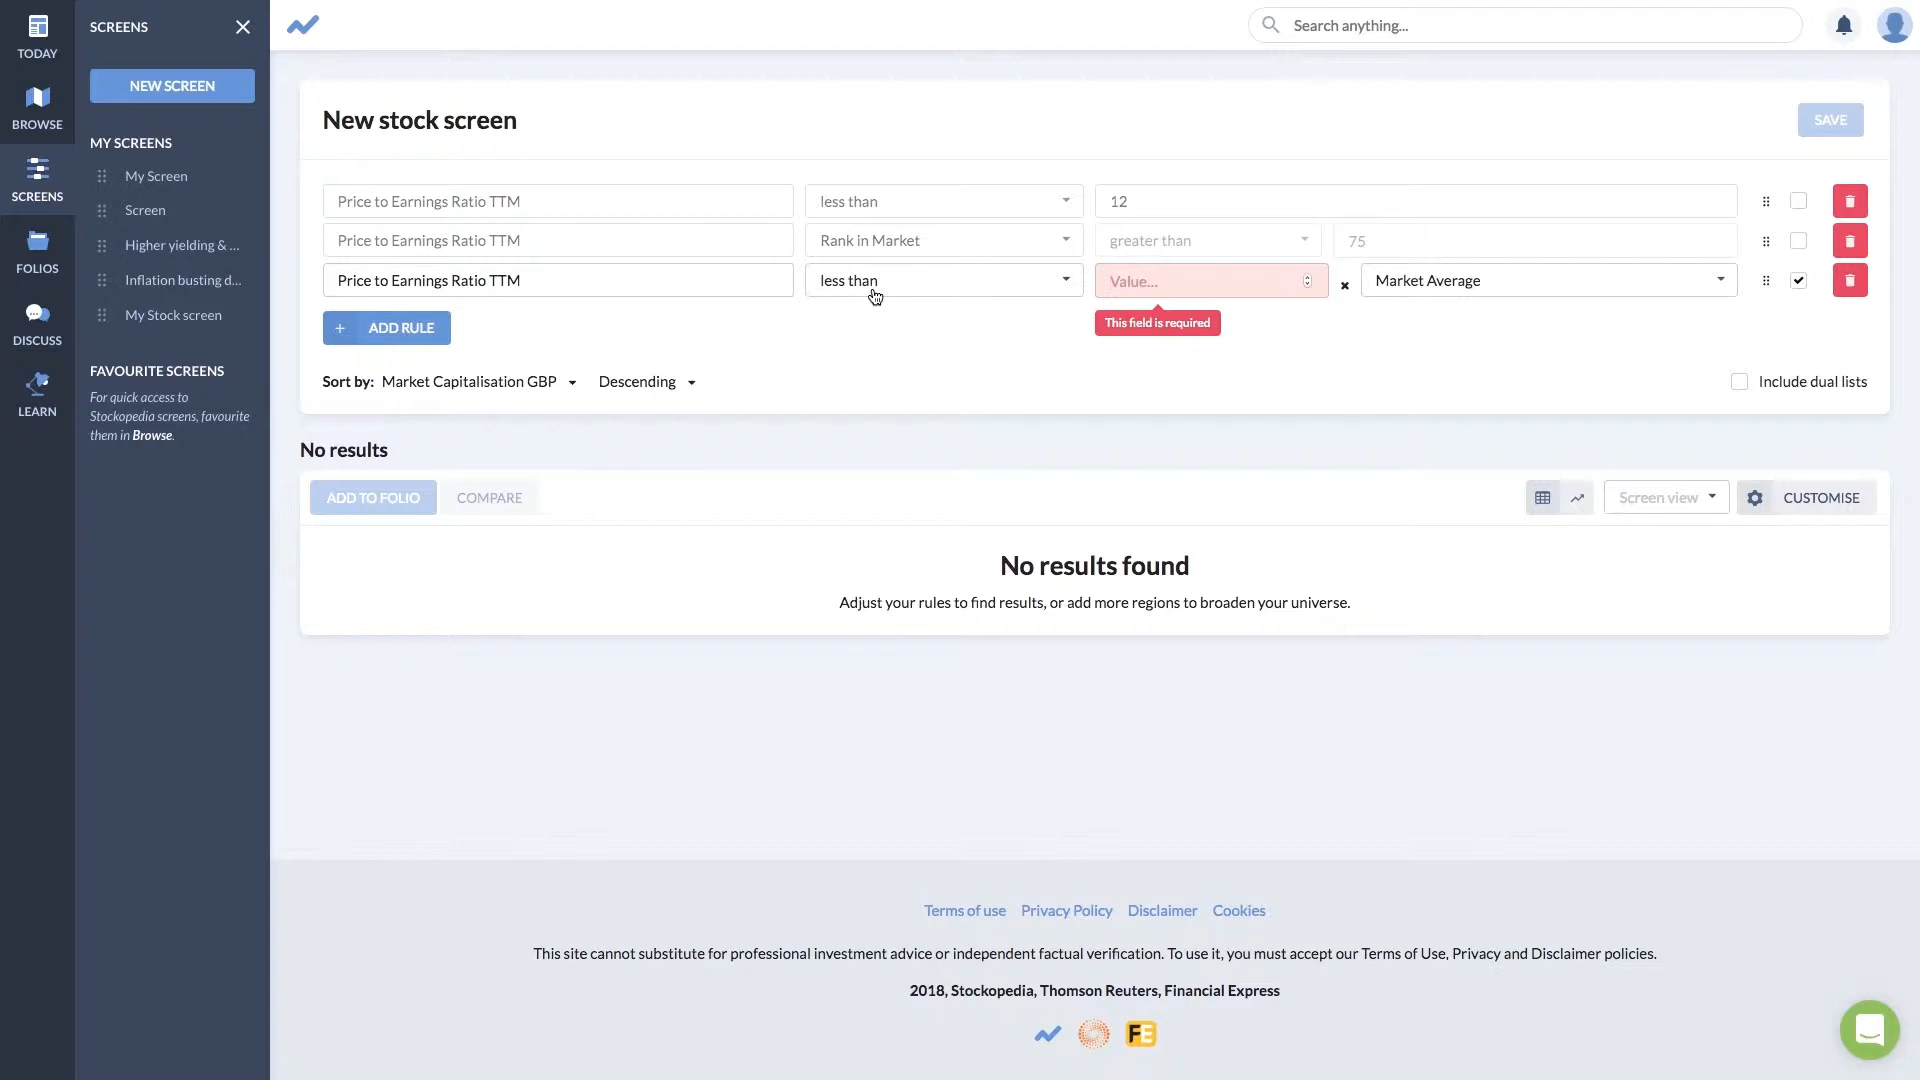 TODAY
BROWSE
SCREENS
FOLIOS
DISCUSS
LEARN
SCREENS
NEW SCREEN
MY SCREENS
My Screen
Screen
Higher yielding & ...
Inflation busting d...
My Stock screen
FAVOURITE SCREENS
For quick access to
Stockopedia screens, favourite
them in Browse.
Search anything...
New stock screen
SAVE
Price to Earnings Ratio TTM less than 12
Price to Earnings Ratio TTM Rank in Market greater than 75
Price to Earnings Ratio TTM less than Value... × Market Average
This field is required
+ ADD RULE
Sort by: Market Capitalisation GBP Descending Include dual lists
No results
ADD TO FOLIO COMPARE Screen view CUSTOMISE
No results found
Adjust your rules to find results, or add more regions to broaden your universe.
Terms of use Privacy Policy Disclaimer Cookies
This site cannot substitute for professional investment advice or independent factual verification. To use it, you must accept our Terms of Use, Privacy and Disclaimer policies.
2018, Stockopedia, Thomson Reuters, Financial Express
FE